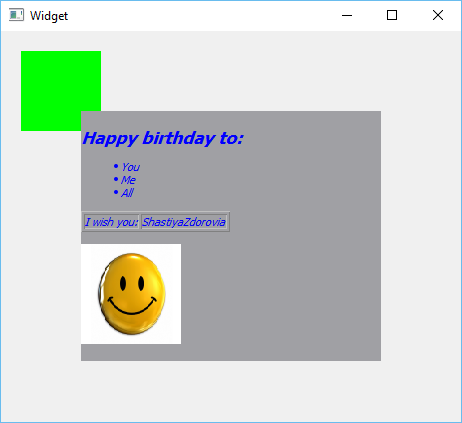 Widget
Happy birthday to:
You
Me
All
I wish you: ShastiyaZdorovia